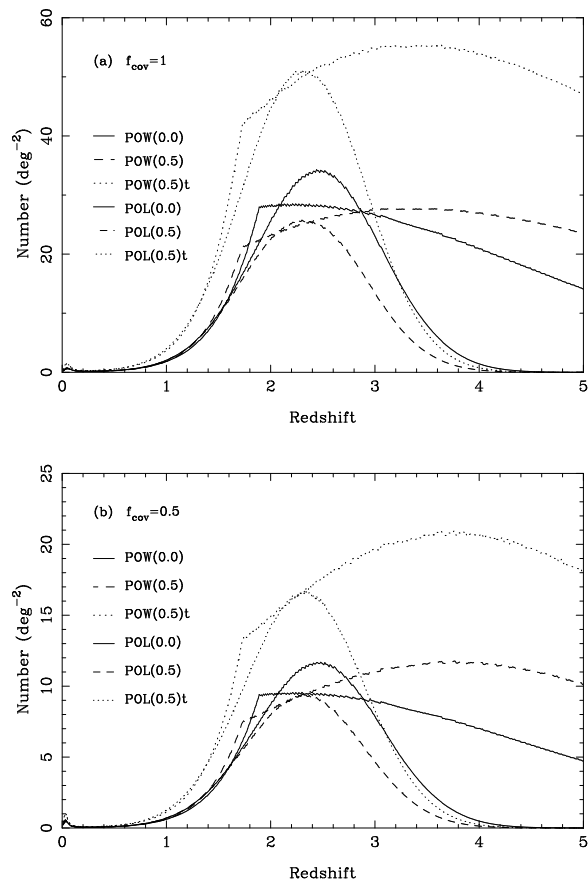 60
(a) f_cov=1
POW(0.0)
POW(0.5)
POW(0.5)t
POL(0.0)
POL(0.5)
POL(0.5)t
40
20
0
Number (deg⁻²)
0 1 2 3 4 5
Redshift
25
(b) f_cov=0.5
POW(0.0)
POW(0.5)
POW(0.5)t
POL(0.0)
POL(0.5)
POL(0.5)t
20
15
10
5
0
Number (deg⁻²)
0 1 2 3 4 5
Redshift